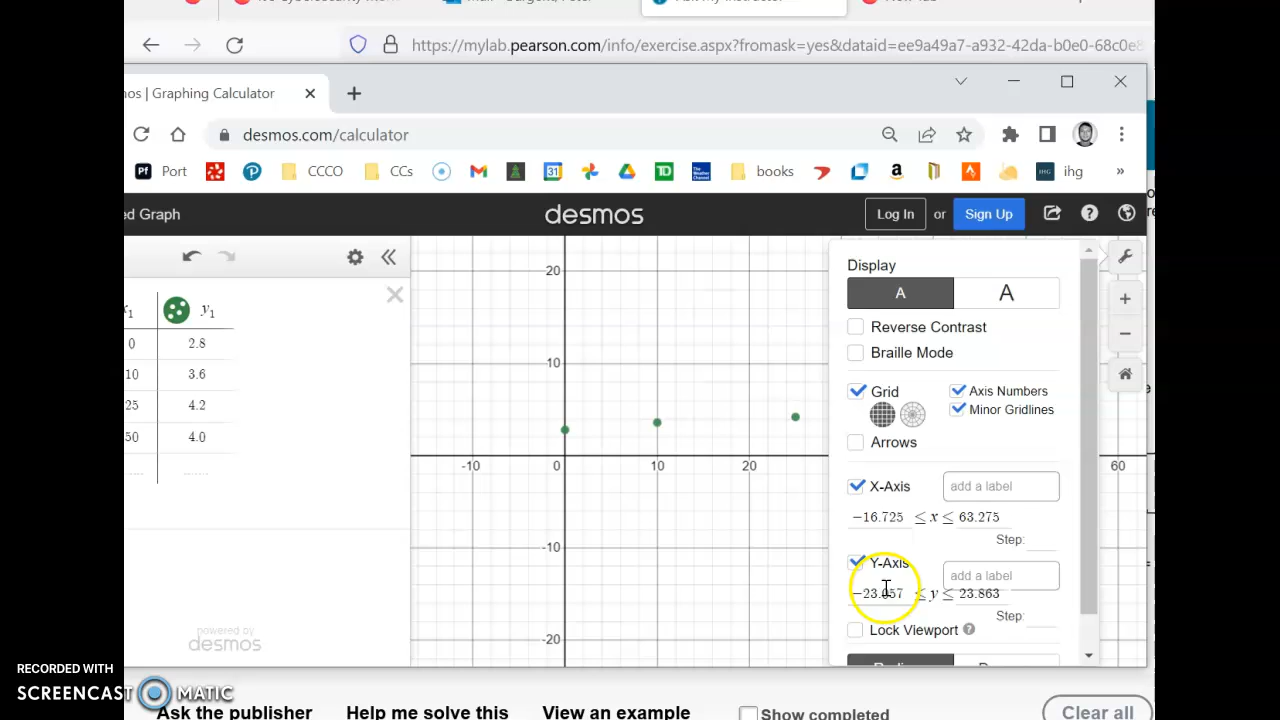 https://mylab.pearson.com/info/exercise.aspx?fromask=yes&dataid=ee9a49a7-a932-42da-b0e0-68c0e8
nos | Graphing Calculator
desmos.com/calculator
Port CCCO CCs 31 TD books a IHG ihg »
ed Graph desmos Log In or Sign Up
x₁ y₁
0 2.8
10 3.6
25 4.2
50 4.0
20
10
-10 0 10 20 60
-10
-20
powered by
desmos
Display
A A
Reverse Contrast
Braille Mode
Grid Axis Numbers
Minor Gridlines
Arrows
X-Axis add a label
−16.725 ≤ x ≤ 63.275
Step:
Y-Axis add a label
≤ y ≤ 23.863
Step:
Lock Viewport
RECORDED WITH
SCREENCAST MATIC
Ask the publisher Help me solve this View an example Show completed Clear all